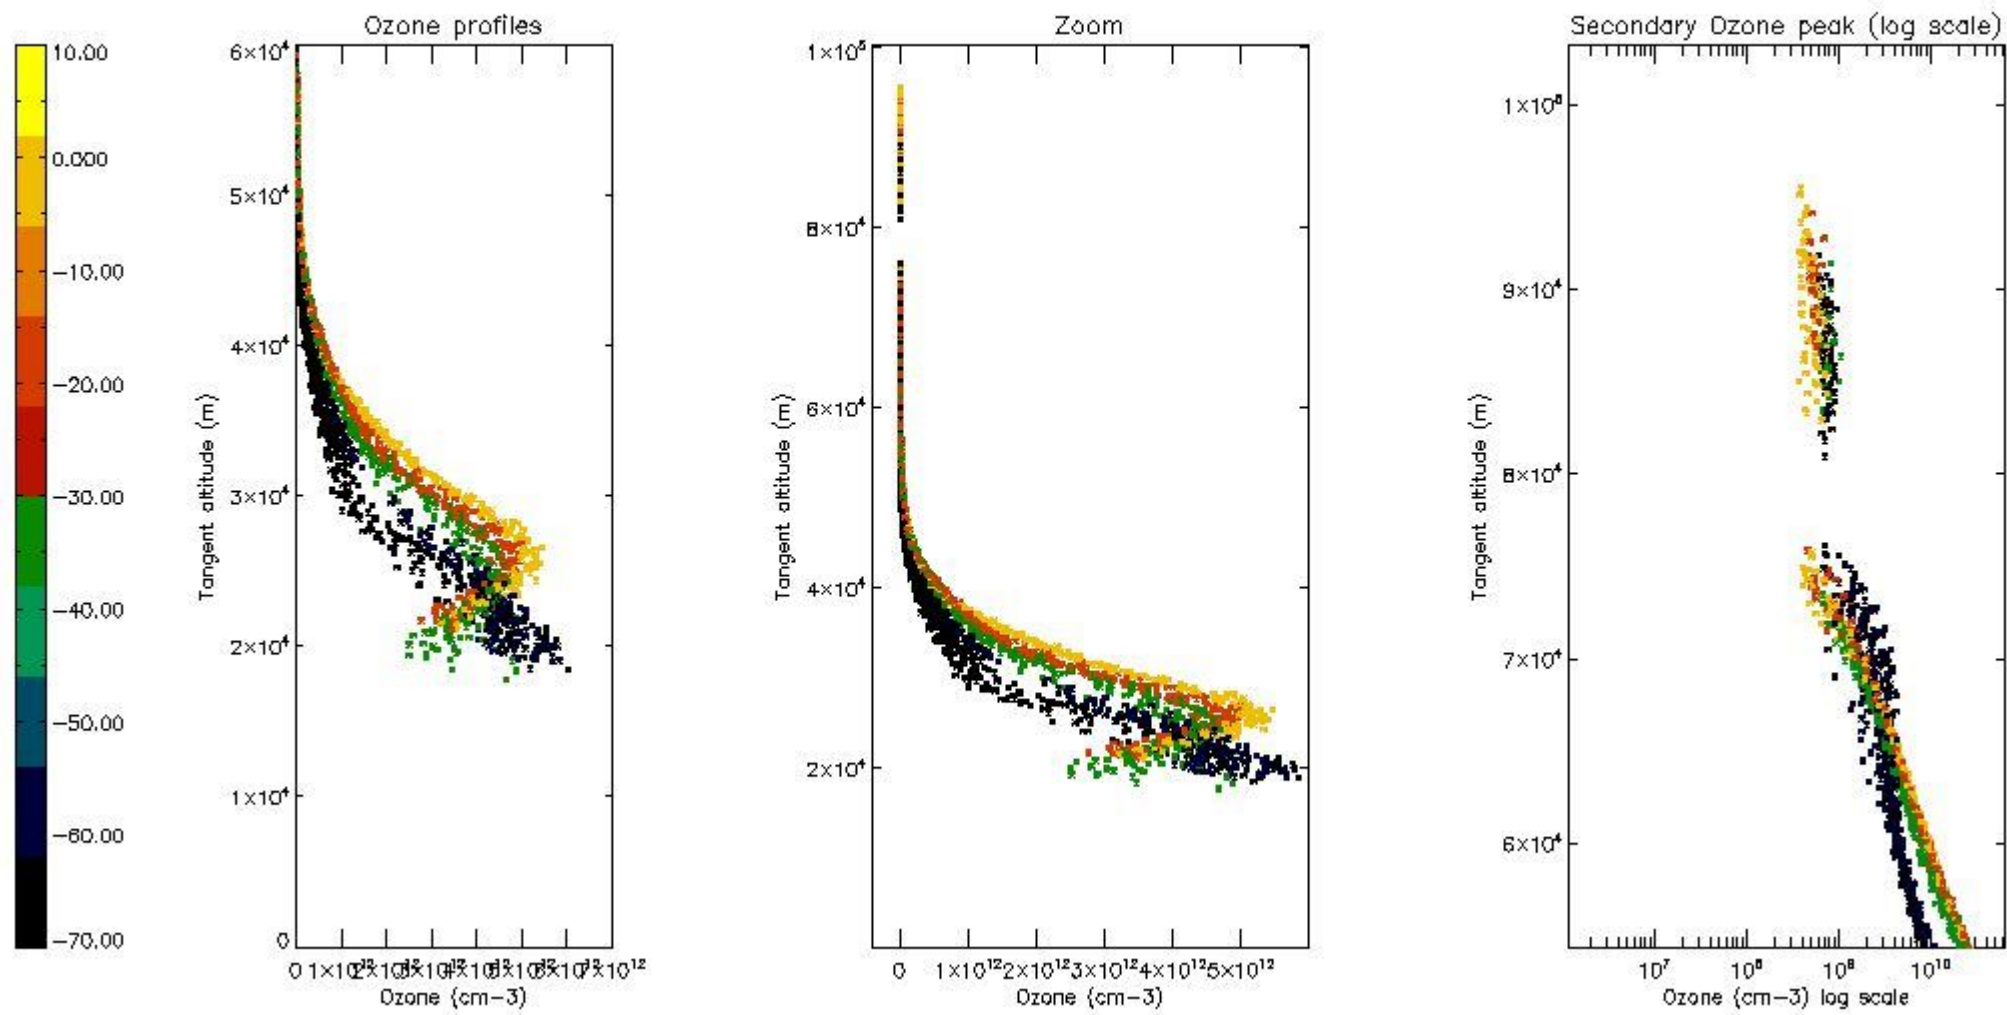 Ozone profiles
Zoom
Secondary Ozone peak (log scale)
10.00
0.000
-10.00
-20.00
-30.00
-40.00
-50.00
-60.00
-70.00
6×10⁴
5×10⁴
4×10⁴
3×10⁴
2×10⁴
1×10⁴
0
Tangent altitude (m)
Ozone (cm-3)
1×10⁵
8×10⁴
6×10⁴
4×10⁴
2×10⁴
Tangent altitude (m)
0 1×10¹² 2×10¹² 3×10¹² 4×10¹² 5×10¹²
Ozone (cm-3)
9×10⁴
8×10⁴
7×10⁴
6×10⁴
Tangent altitude (m)
10⁷ 10⁸ 10⁹ 10¹⁰
Ozone (cm-3) log scale